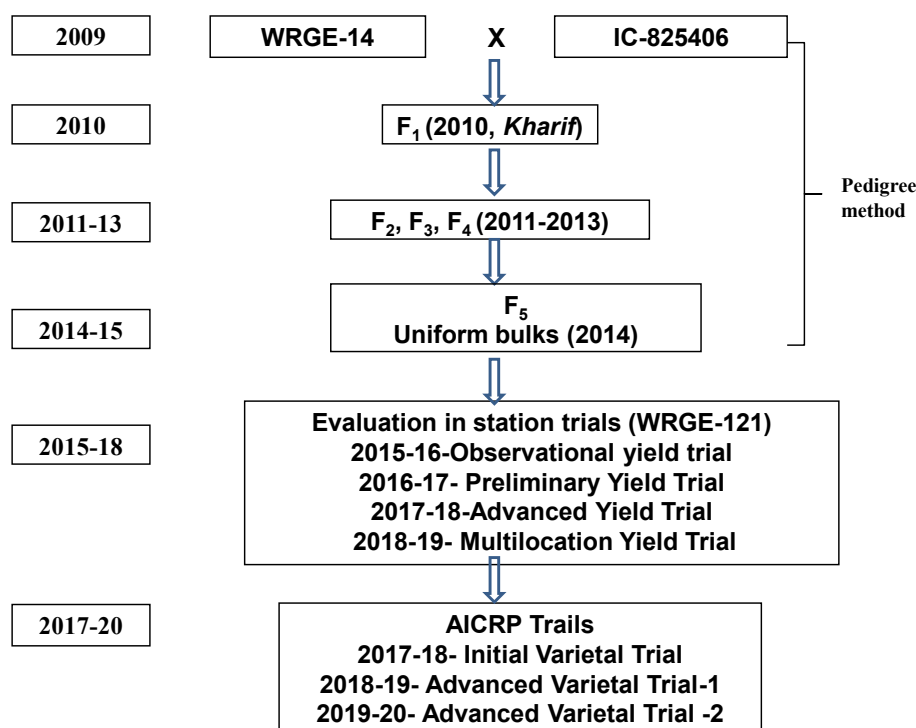 2009
WRGE-14
X
IC-825406
2010
F₁ (2010, Kharif)
Pedigree
method
2011-13
F₂, F₃, F₄ (2011-2013)
2014-15
F₅
Uniform bulks (2014)
2015-18
Evaluation in station trials (WRGE-121)
2015-16-Observational yield trial
2016-17- Preliminary Yield Trial
2017-18-Advanced Yield Trial
2018-19- Multilocation Yield Trial
2017-20
AICRP Trails
2017-18- Initial Varietal Trial
2018-19- Advanced Varietal Trial-1
2019-20- Advanced Varietal Trial -2